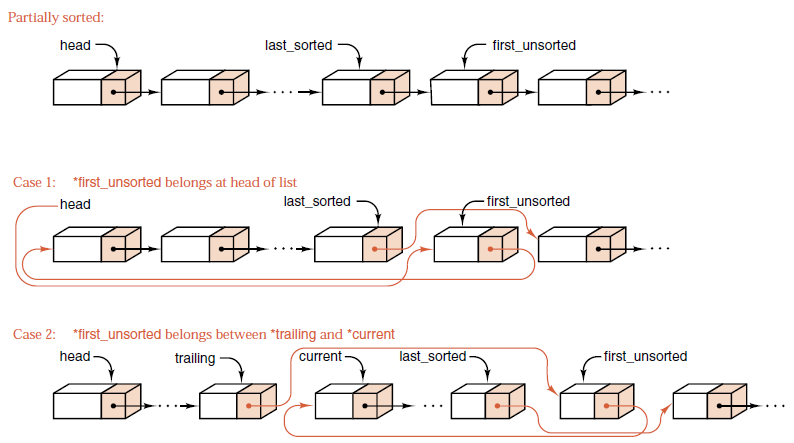 Partially sorted:
head last_sorted first_unsorted
Case 1: *first_unsorted belongs at head of list
head last_sorted first_unsorted
Case 2: *first_unsorted belongs between *trailing and *current
head trailing current last_sorted first_unsorted